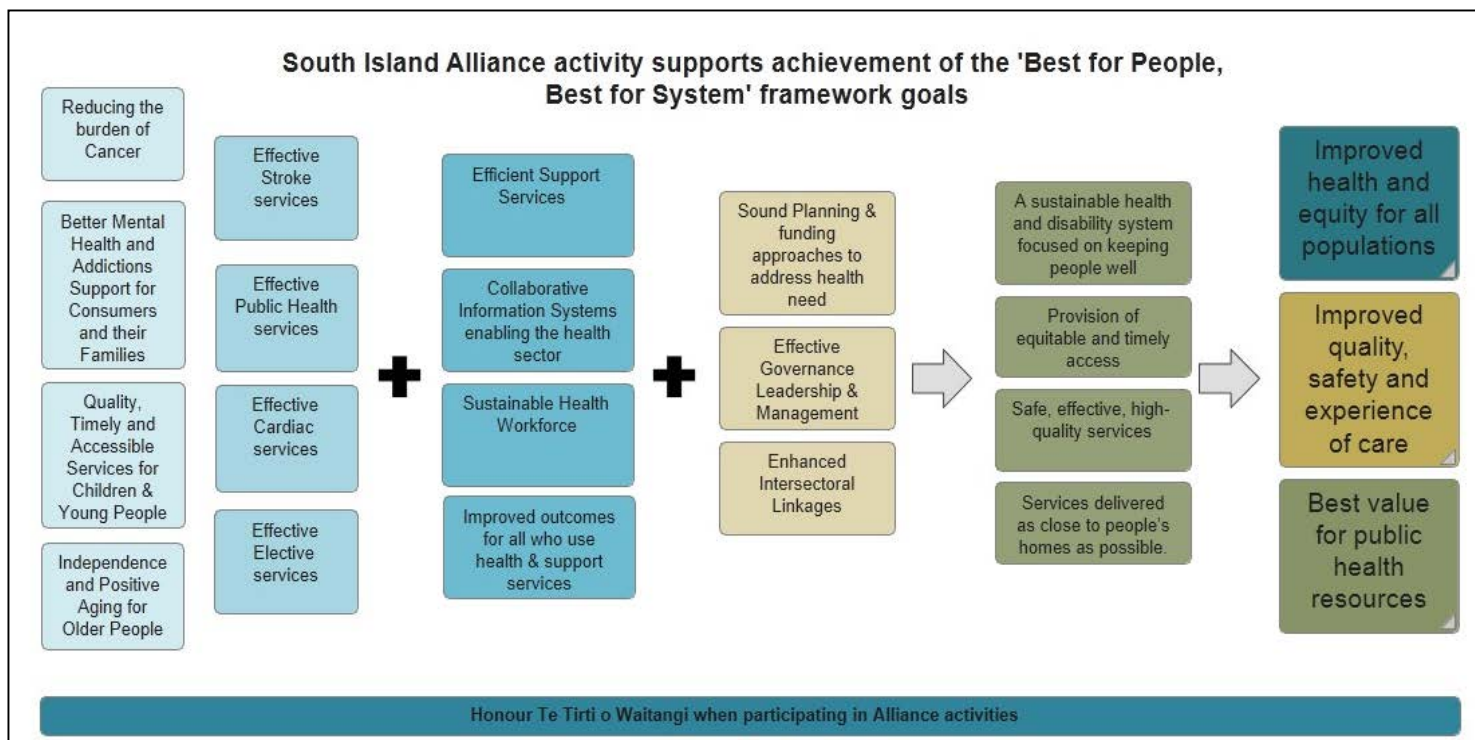 South Island Alliance activity supports achievement of the 'Best for People,
Best for System' framework goals
Reducing the
burden of
Cancer
Better Mental
Health and
Addictions
Support for
Consumers
and their
Families
Quality,
Timely and
Accessible
Services for
Children &
Young People
Independence
and Positive
Aging for
Older People
Effective
Stroke
services
Effective
Public Health
services
Effective
Cardiac
services
Effective
Elective
services
Efficient Support
Services
Collaborative
Information Systems
enabling the health
sector
Sustainable Health
Workforce
Improved outcomes
for all who use
health & support
services
Sound Planning &
funding
approaches to
address health
need
Effective
Governance
Leadership &
Management
Enhanced
Intersectoral
Linkages
A sustainable health
and disability system
focused on keeping
people well
Provision of
equitable and timely
access
Safe, effective, high-
quality services
Services delivered
as close to people's
homes as possible.
Improved
health and
equity for all
populations
Improved
quality,
safety and
experience
of care
Best value
for public
health
resources
Honour Te Tirti o Waitangi when participating in Alliance activities